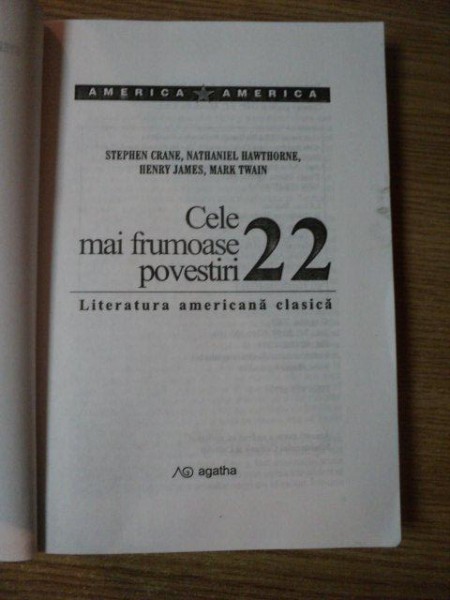 AMERICA ★ AMERICA
STEPHEN CRANE, NATHANIEL HAWTHORNE,
HENRY JAMES, MARK TWAIN
Cele
mai frumoase
povestiri 22
Literatura americană clasică
agatha